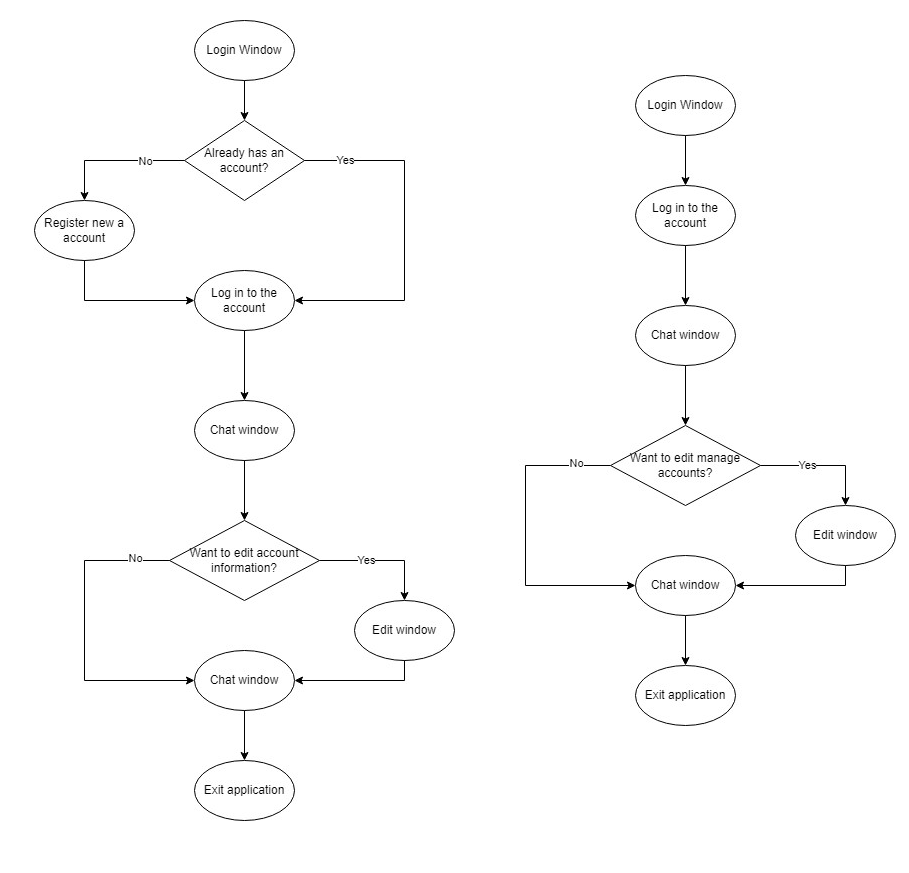 Login Window
Already has an
account?
No
Yes
Register new a
account
Log in to the
account
Chat window
Want to edit account
information?
No
Yes
Edit window
Chat window
Exit application
Login Window
Log in to the
account
Chat window
Want to edit manage
accounts?
No
Yes
Edit window
Chat window
Exit application